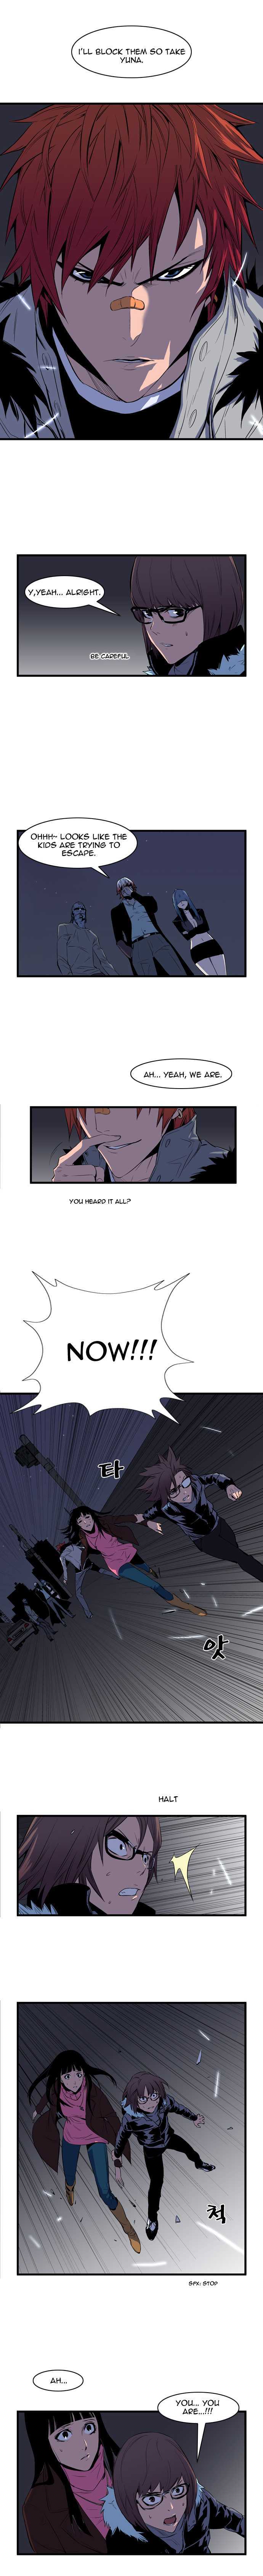 I'LL BLOCK THEM SO TAKE
YUNA.
Y,YEAH... ALRIGHT.
BE CAREFUL
OHHH~ LOOKS LIKE THE
KIDS ARE TRYING TO
ESCAPE.
AH... YEAH, WE ARE.
YOU HEARD IT ALL?
NOW!!!
타
앗
HALT
척
SFX: STOP
AH...
YOU... YOU
ARE...!!!